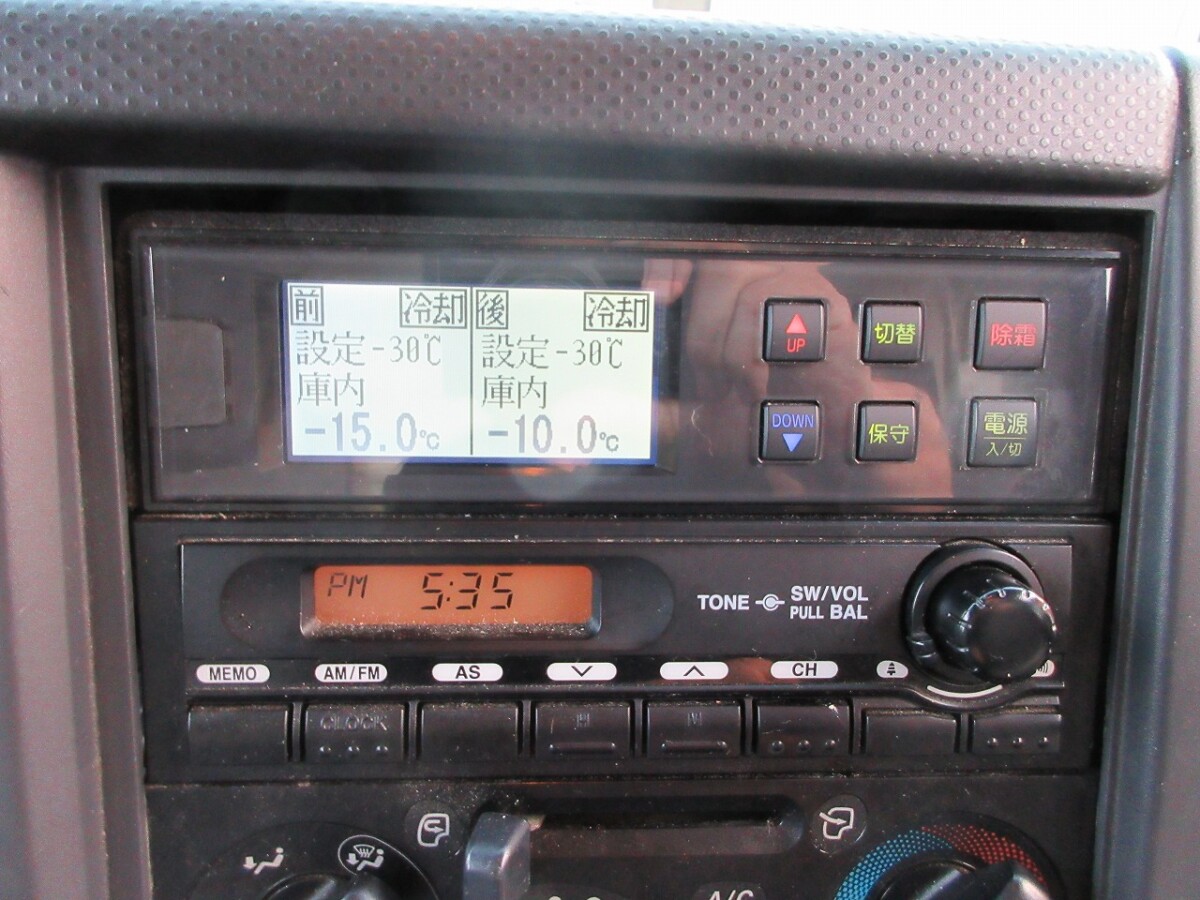 前 冷却 後 冷却
設定-30℃ 設定-30℃
庫内 庫内
-15.0℃ -10.0℃
UP 切替 除霜
DOWN 保守 電源
入/切
PM 5:35
TONE SW/VOL
PULL BAL
MEMO AM/FM AS CH
CLOCK H M
A/C